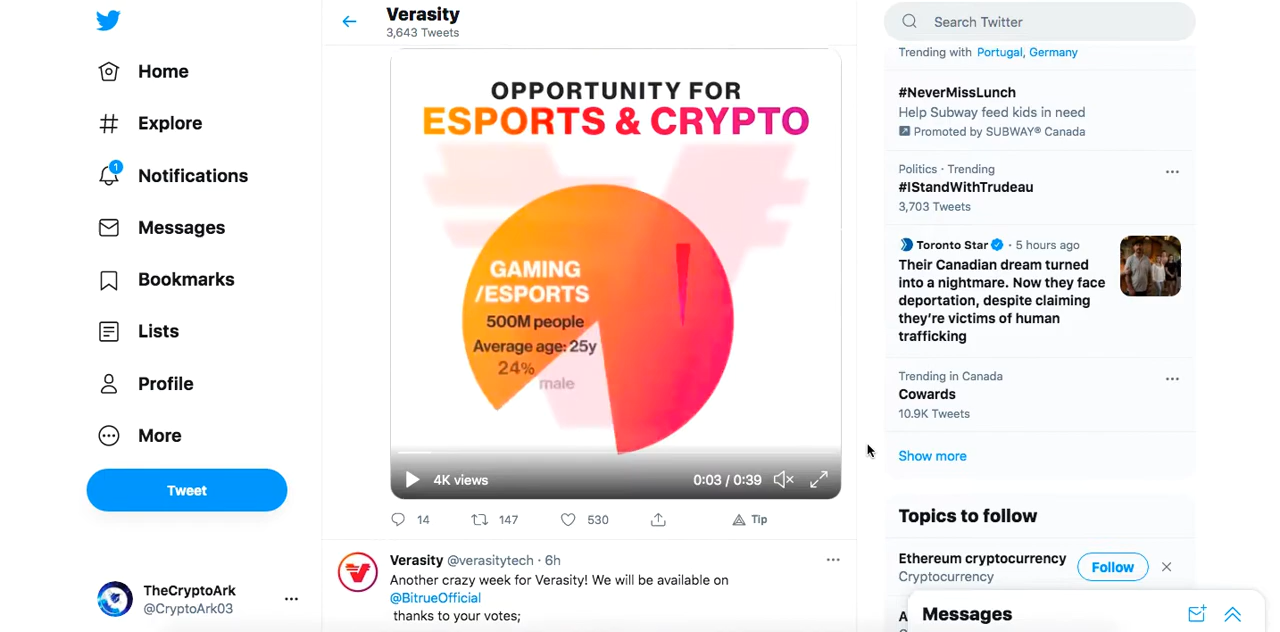 Home
Explore
1
Notifications
Messages
Bookmarks
Lists
Profile
More
Tweet
TheCryptoArk
@CryptoArk03
Verasity
3,643 Tweets
OPPORTUNITY FOR
ESPORTS & CRYPTO
GAMING
/ESPORTS
500M people
Average age: 25y
24%
male
4K views
0:03 / 0:39
14
147
530
Tip
Verasity @verasitytech · 6h
Another crazy week for Verasity! We will be available on
@BitrueOfficial
thanks to your votes;
Search Twitter
Trending with Portugal, Germany
#NeverMissLunch
Help Subway feed kids in need
Promoted by SUBWAY® Canada
Politics · Trending
#IStandWithTrudeau
3,703 Tweets
Toronto Star · 5 hours ago
Their Canadian dream turned
into a nightmare. Now they face
deportation, despite claiming
they're victims of human
trafficking
Trending in Canada
Cowards
10.9K Tweets
Show more
Topics to follow
Ethereum cryptocurrency
Cryptocurrency
Follow
Messages